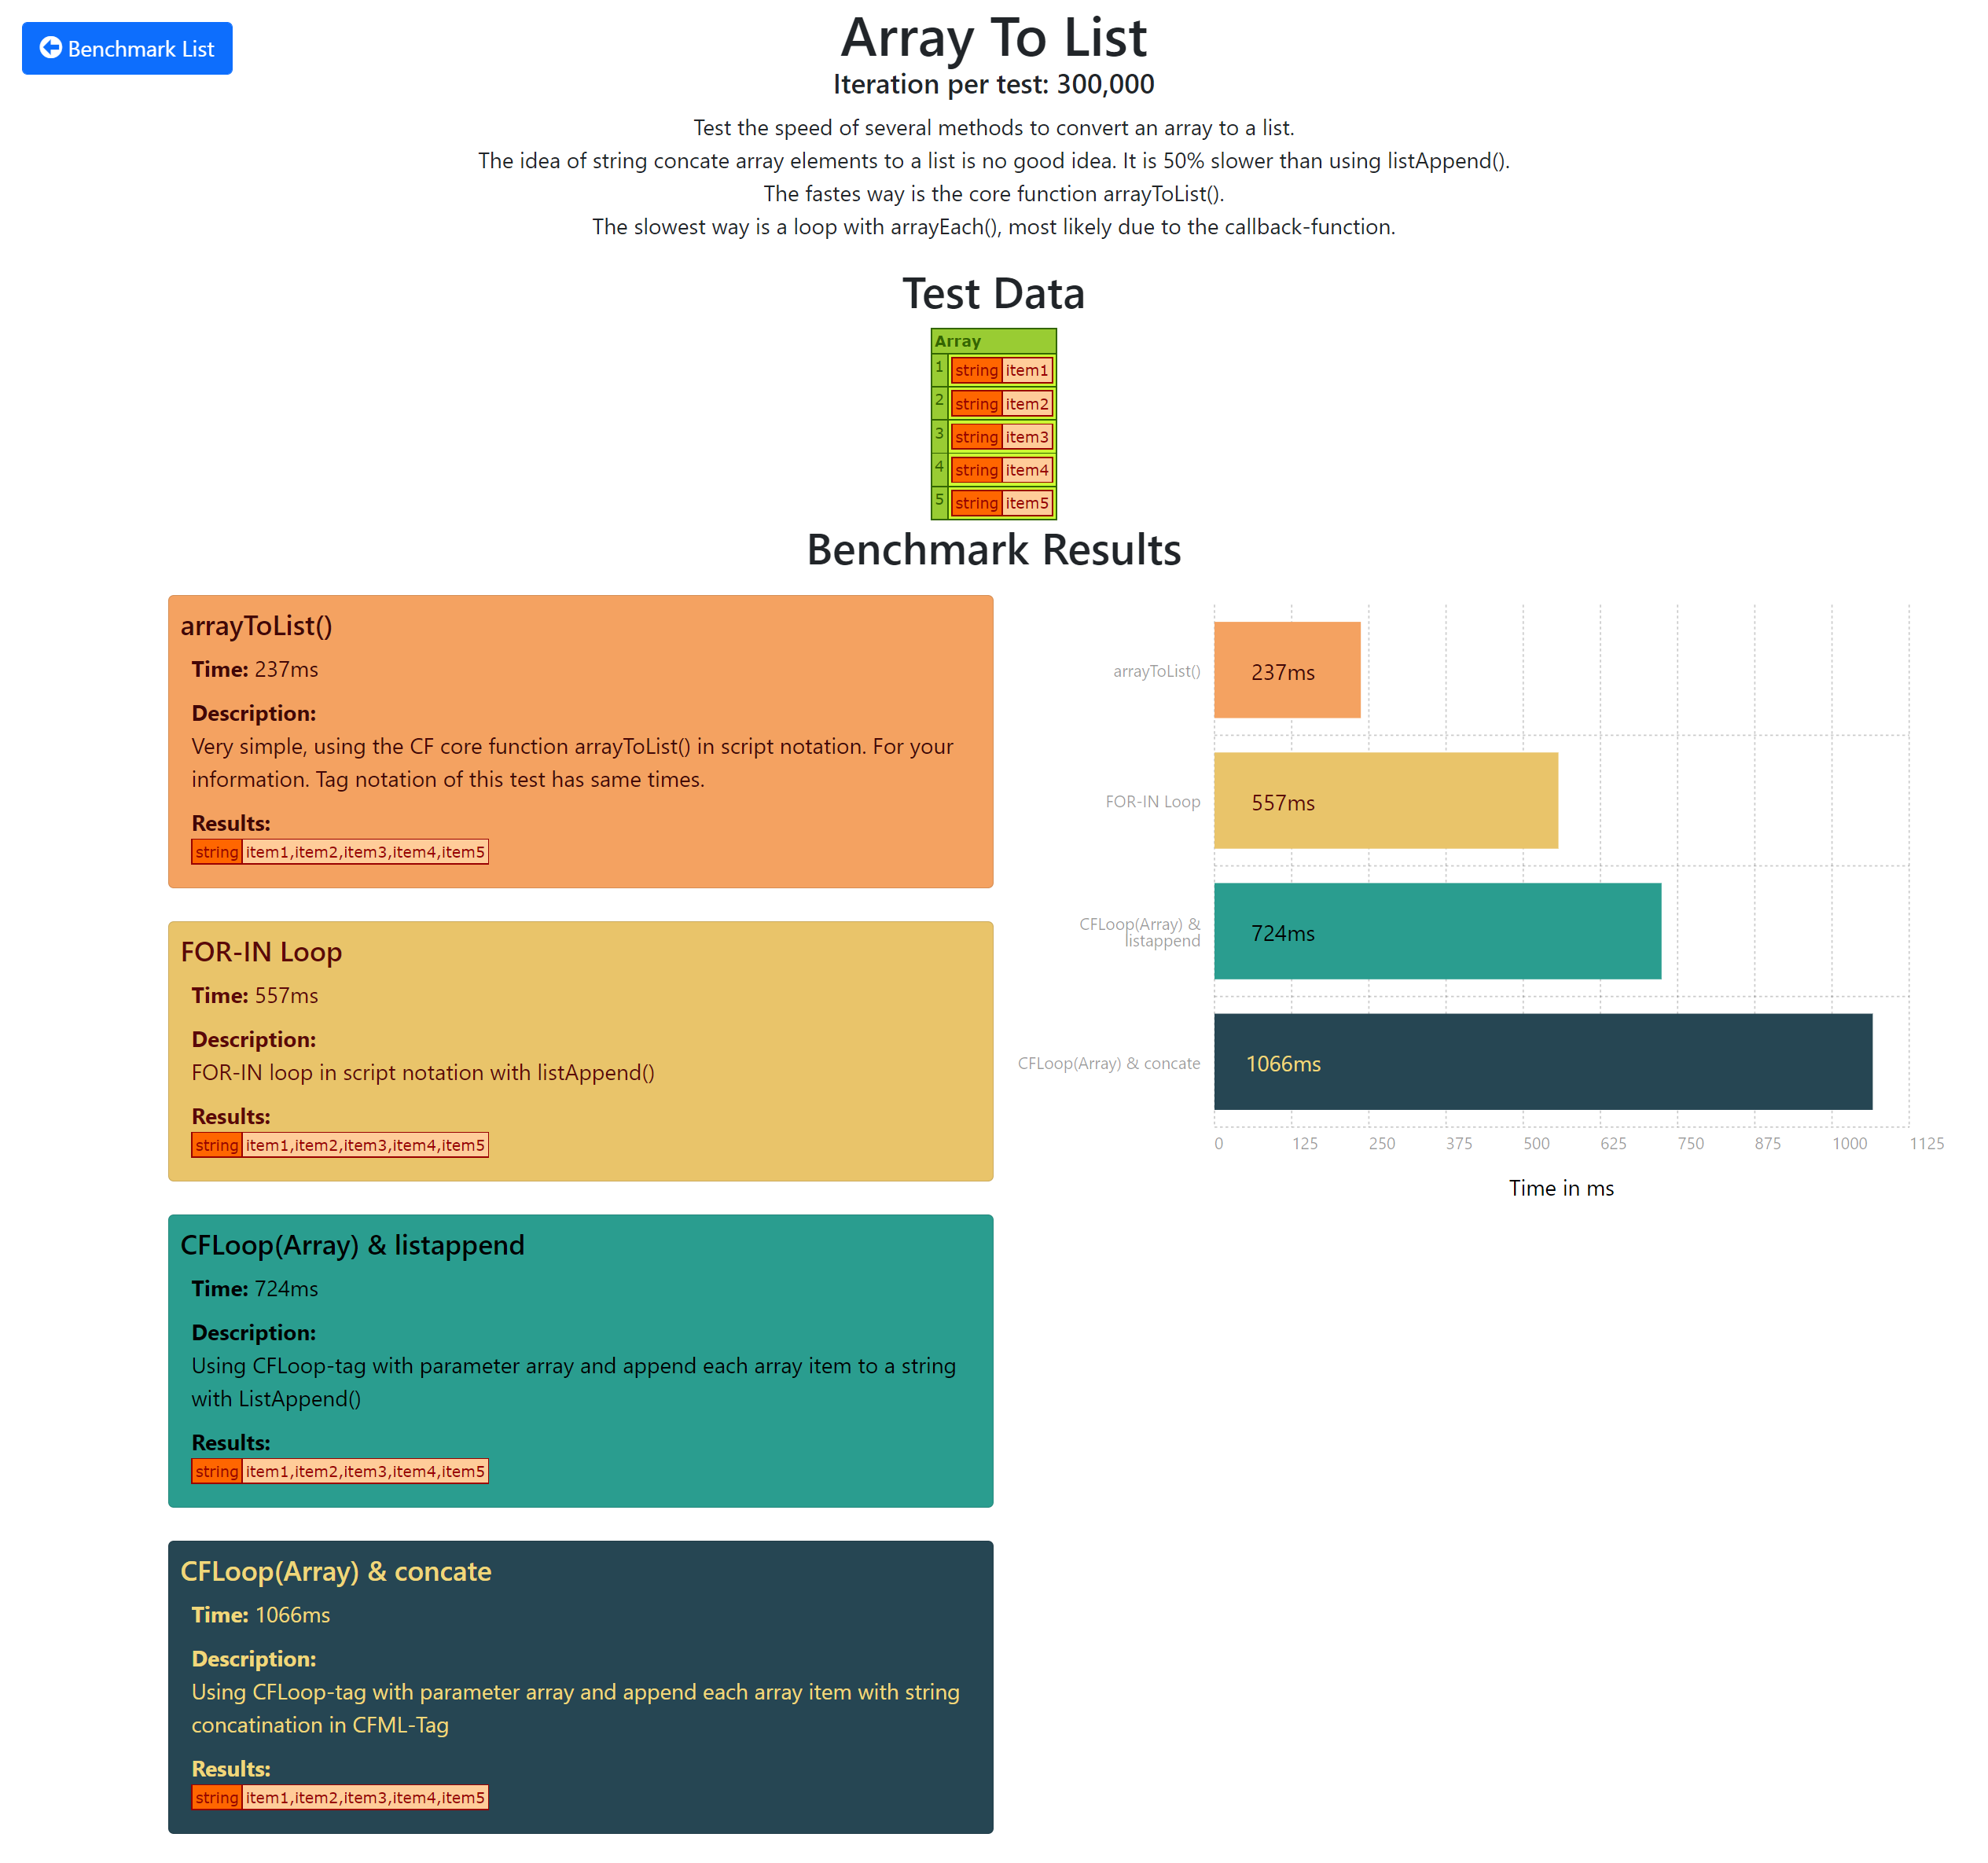 Benchmark List
Array To List
Iteration per test: 300,000
Test the speed of several methods to convert an array to a list.
The idea of string concate array elements to a list is no good idea. It is 50% slower than using listAppend().
The fastes way is the core function arrayToList().
The slowest way is a loop with arrayEach(), most likely due to the callback-function.
Test Data
Array
1 string item1
2 string item2
3 string item3
4 string item4
5 string item5
Benchmark Results
arrayToList()
Time: 237ms
Description:
Very simple, using the CF core function arrayToList() in script notation. For your
information. Tag notation of this test has same times.
Results:
string item1,item2,item3,item4,item5
FOR-IN Loop
Time: 557ms
Description:
FOR-IN loop in script notation with listAppend()
Results:
string item1,item2,item3,item4,item5
CFLoop(Array) & listappend
Time: 724ms
Description:
Using CFLoop-tag with parameter array and append each array item to a string
with ListAppend()
Results:
string item1,item2,item3,item4,item5
CFLoop(Array) & concate
Time: 1066ms
Description:
Using CFLoop-tag with parameter array and append each array item with string
concatination in CFML-Tag
Results:
string item1,item2,item3,item4,item5
arrayToList()
237ms
FOR-IN Loop
557ms
CFLoop(Array) &
listappend
724ms
CFLoop(Array) & concate
1066ms
0 125 250 375 500 625 750 875 1000 1125
Time in ms